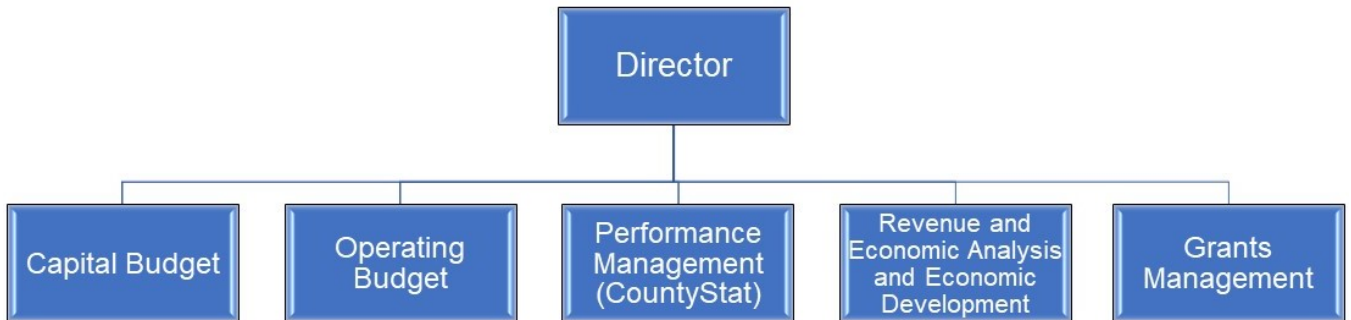 Director
Capital Budget
Operating
Budget
Performance
Management
(CountyStat)
Revenue and
Economic Analysis
and Economic
Development
Grants
Management